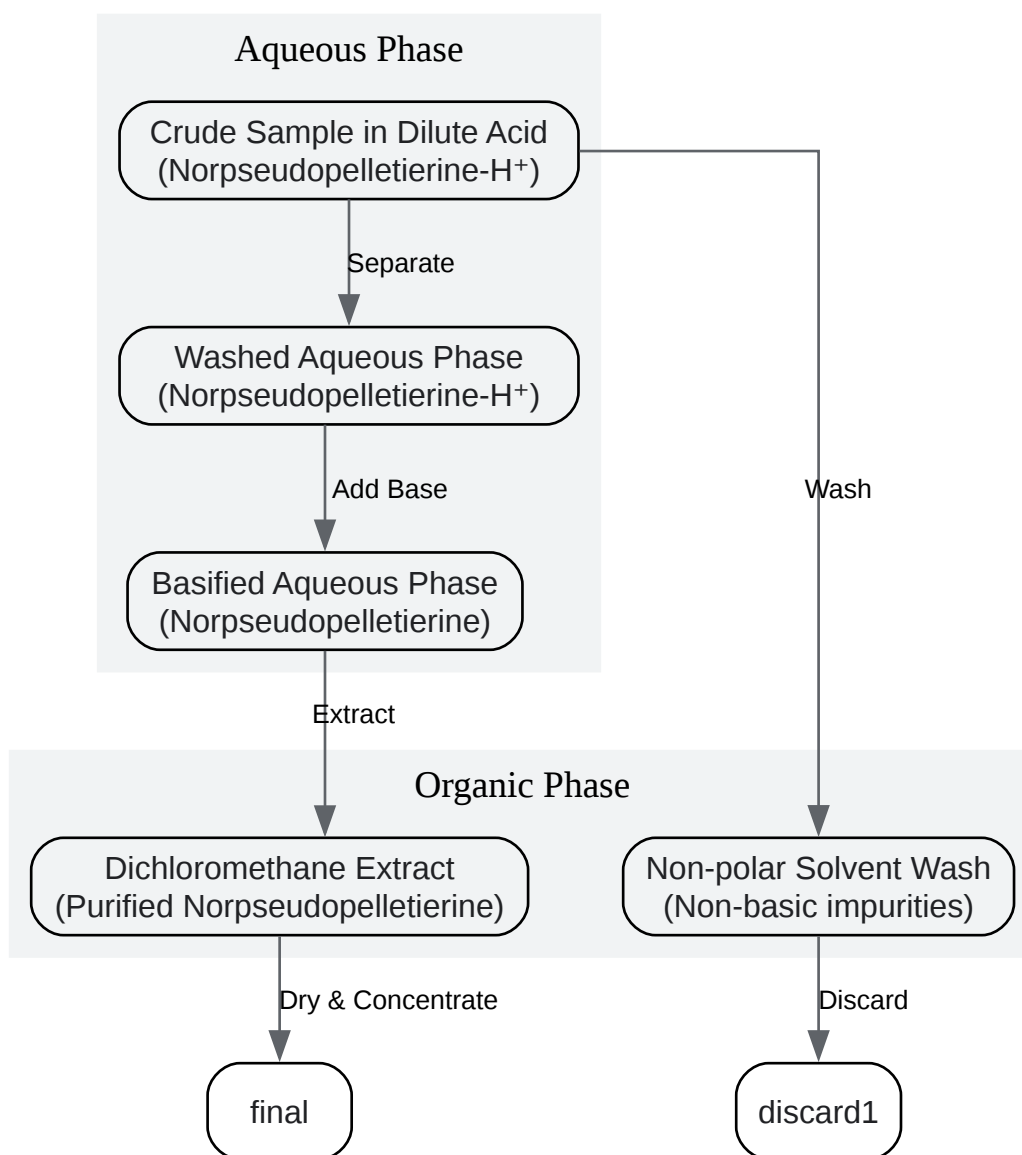 Aqueous Phase
Crude Sample in Dilute Acid
(Norpseudopelletierine-H⁺)
Separate
Washed Aqueous Phase
(Norpseudopelletierine-H⁺)
Add Base
Wash
Basified Aqueous Phase
(Norpseudopelletierine)
Extract
Organic Phase
Dichloromethane Extract
(Purified Norpseudopelletierine)
Non-polar Solvent Wash
(Non-basic impurities)
Dry & Concentrate
Discard
final
discard1